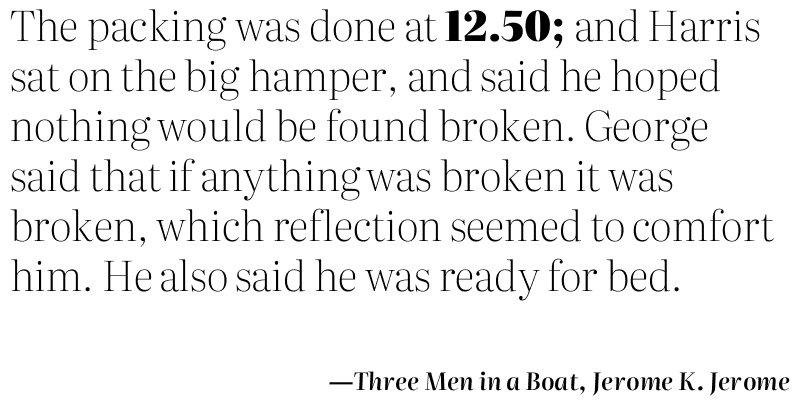 The packing was done at 12.50; and Harris
sat on the big hamper, and said he hoped
nothing would be found broken. George
said that if anything was broken it was
broken, which reflection seemed to comfort
him. He also said he was ready for bed.
—Three Men in a Boat, Jerome K. Jerome